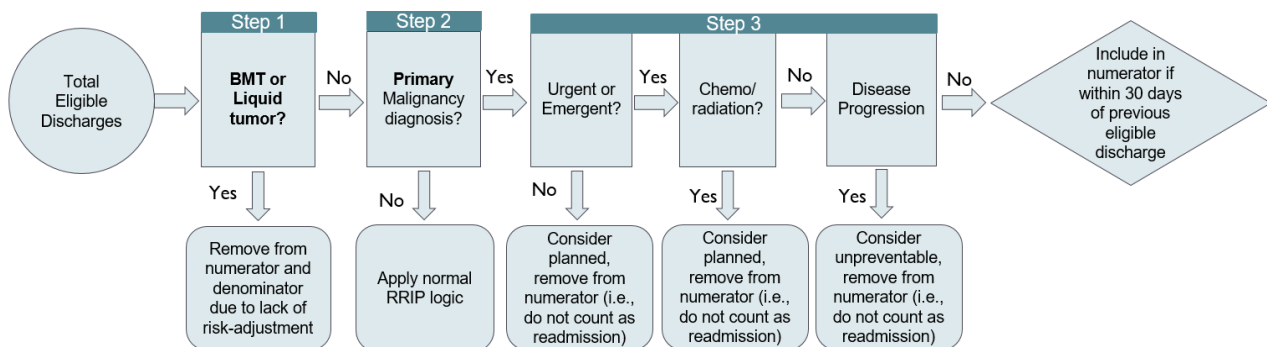 Step 1
Step 2
Step 3
Total
Eligible
Discharges
BMT or
Liquid
tumor?
No
Primary
Malignancy
diagnosis?
Yes
Urgent or
Emergent?
Yes
Chemo/
radiation?
No
Disease
Progression
No
Include in
numerator if
within 30 days
of previous
eligible
discharge
Yes
No
No
Yes
Yes
Remove from
numerator and
denominator
due to lack of
risk-adjustment
Apply normal
RRIP logic
Consider
planned,
remove from
numerator (i.e.,
do not count as
readmission)
Consider
planned,
remove from
numerator (i.e.,
do not count as
readmission)
Consider
unpreventable,
remove from
numerator (i.e.,
do not count as
readmission)